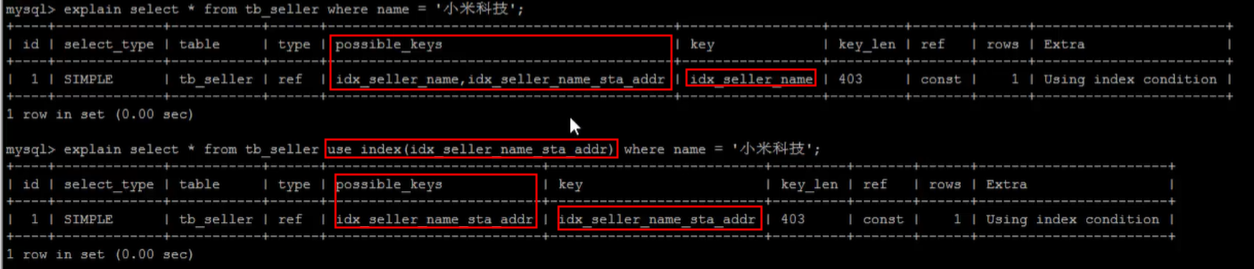 mysql> explain select * from tb_seller where name = '小米科技';
| id | select_type | table | type | possible_keys | key | key_len | ref | rows | Extra |
| 1 | SIMPLE | tb_seller | ref | idx_seller_name,idx_seller_name_sta_addr | idx_seller_name | 403 | const | 1 | Using index condition |
1 row in set (0.00 sec)
mysql> explain select * from tb_seller use index(idx_seller_name_sta_addr) where name = '小米科技';
| id | select_type | table | type | possible_keys | key | key_len | ref | rows | Extra |
| 1 | SIMPLE | tb_seller | ref | idx_seller_name_sta_addr | idx_seller_name_sta_addr | 403 | const | 1 | Using index condition |
1 row in set (0.00 sec)